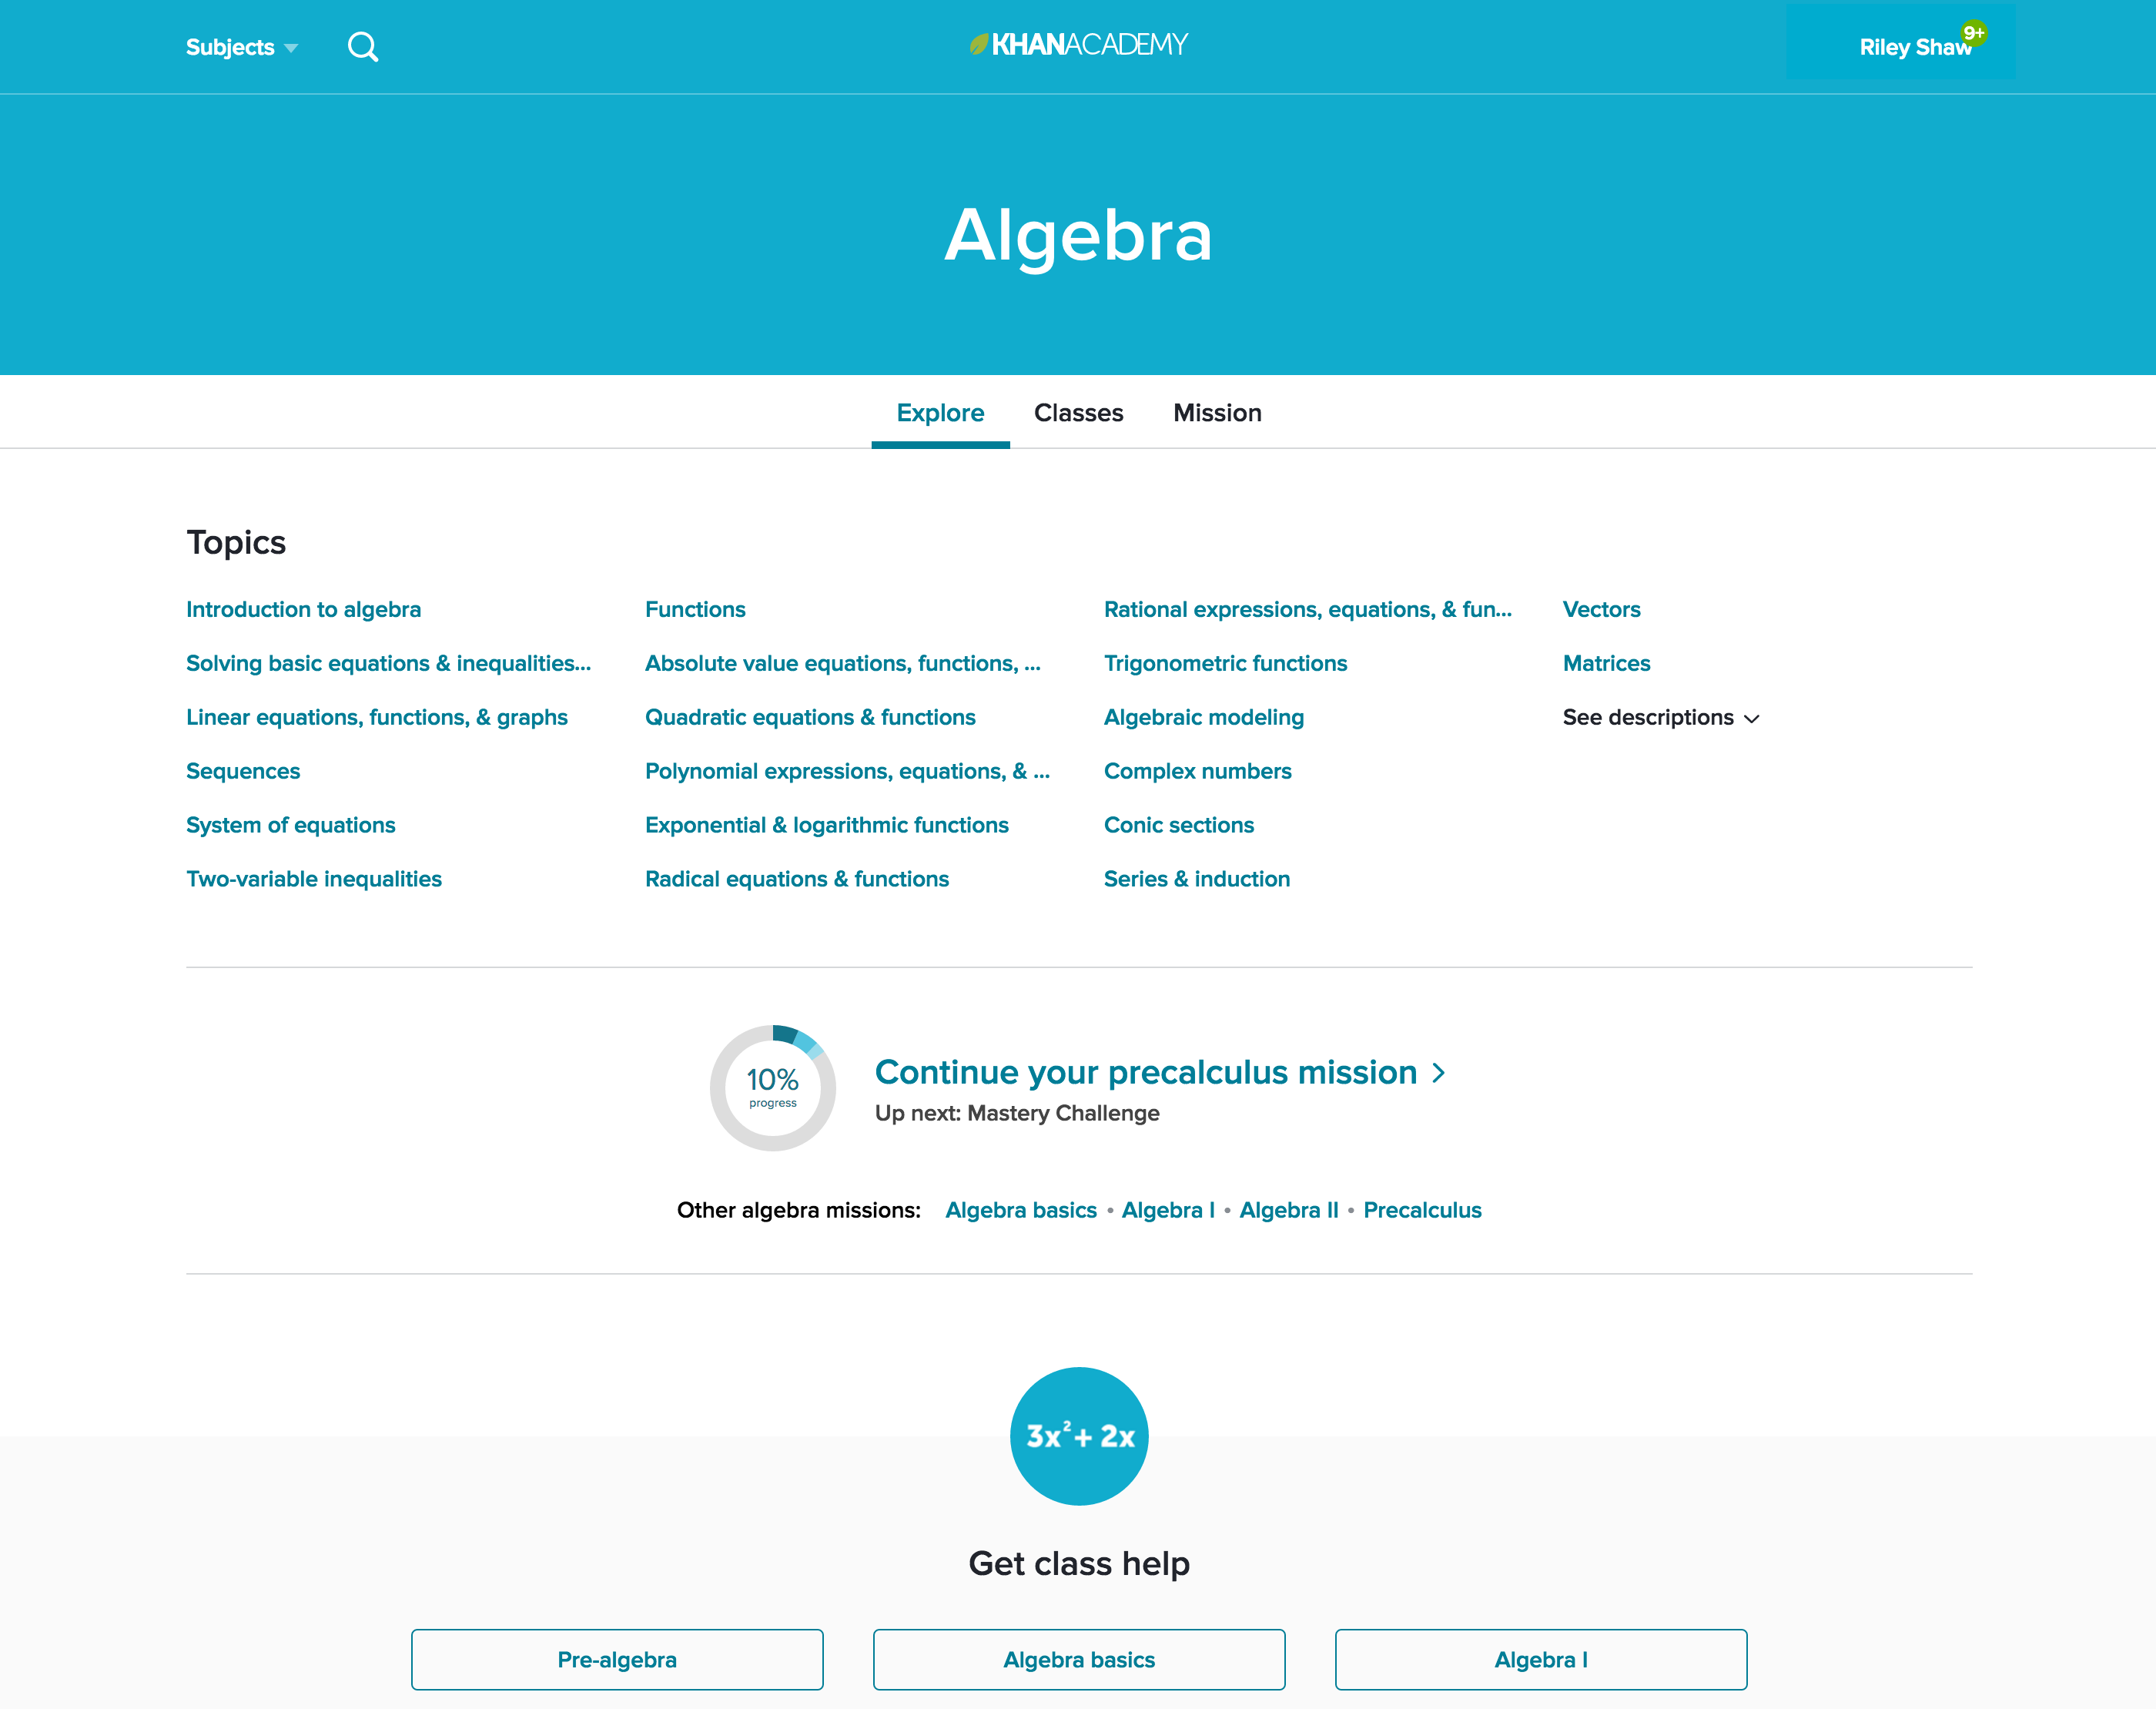 Subjects
KHANACADEMY
Riley Shaw
9+
Algebra
Explore Classes Mission
Topics
Introduction to algebra
Solving basic equations & inequalities...
Linear equations, functions, & graphs
Sequences
System of equations
Two-variable inequalities
Functions
Absolute value equations, functions, ...
Quadratic equations & functions
Polynomial expressions, equations, & ...
Exponential & logarithmic functions
Radical equations & functions
Rational expressions, equations, & fun...
Trigonometric functions
Algebraic modeling
Complex numbers
Conic sections
Series & induction
Vectors
Matrices
See descriptions
10%
progress
Continue your precalculus mission
Up next: Mastery Challenge
Other algebra missions: Algebra basics • Algebra I • Algebra II • Precalculus
3x²+ 2x
Get class help
Pre-algebra
Algebra basics
Algebra I